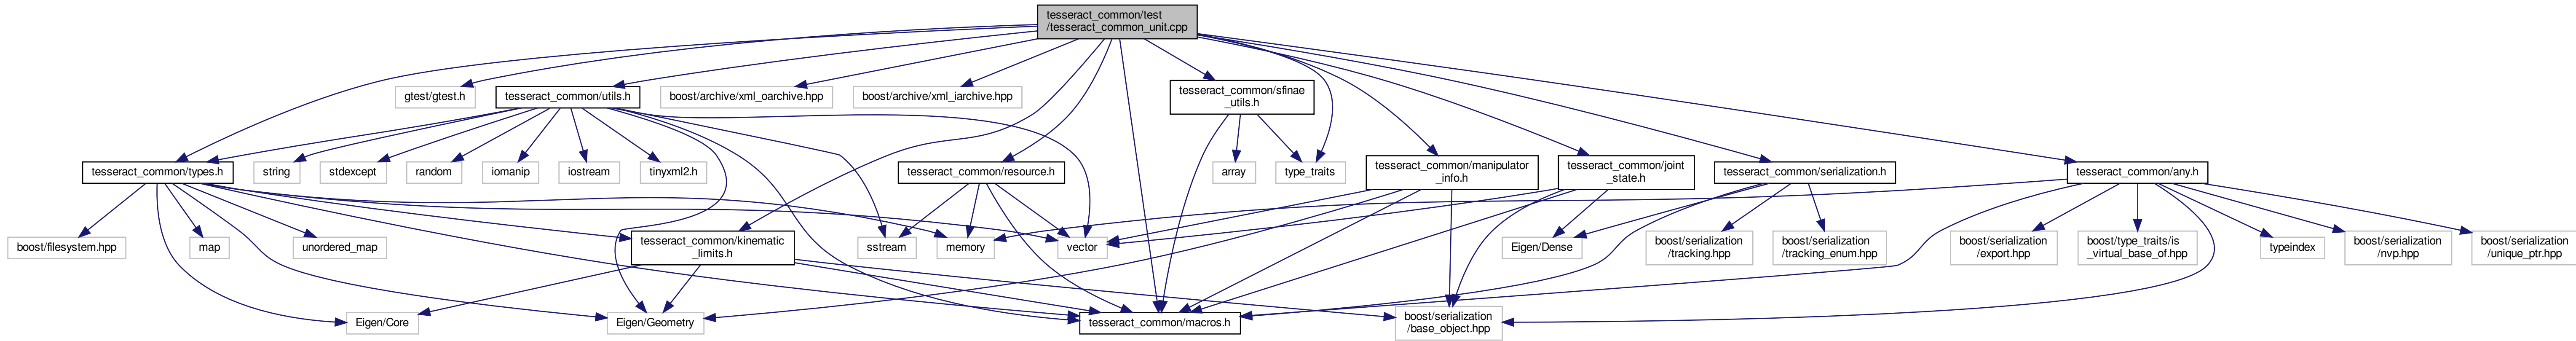 tesseract_common/test
/tesseract_common_unit.cpp
gtest/gtest.h
tesseract_common/utils.h
boost/archive/xml_oarchive.hpp
boost/archive/xml_iarchive.hpp
tesseract_common/sfinae
_utils.h
tesseract_common/types.h
string
stdexcept
random
iomanip
iostream
tinyxml2.h
tesseract_common/resource.h
array
type_traits
tesseract_common/manipulator
_info.h
tesseract_common/joint
_state.h
tesseract_common/serialization.h
tesseract_common/any.h
boost/filesystem.hpp
map
unordered_map
tesseract_common/kinematic
_limits.h
sstream
memory
vector
Eigen/Dense
boost/serialization
/tracking.hpp
boost/serialization
/tracking_enum.hpp
boost/serialization
/export.hpp
boost/type_traits/is
_virtual_base_of.hpp
typeindex
boost/serialization
/nvp.hpp
boost/serialization
/unique_ptr.hpp
Eigen/Core
Eigen/Geometry
tesseract_common/macros.h
boost/serialization
/base_object.hpp